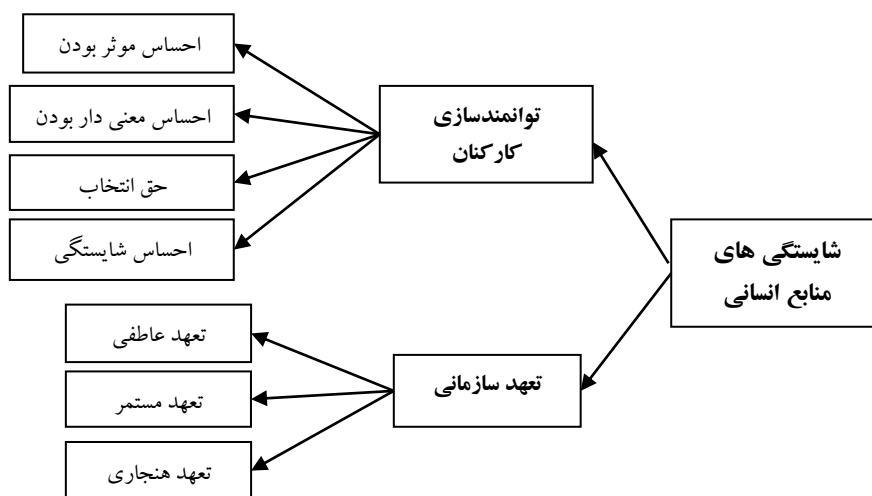 احساس موثر بودن
احساس معنی دار بودن
حق انتخاب
احساس شایستگی
توانمندسازی
کارکنان
شایستگی های
منابع انسانی
تعهد عاطفی
تعهد مستمر
تعهد هنجاری
تعهد سازمانی